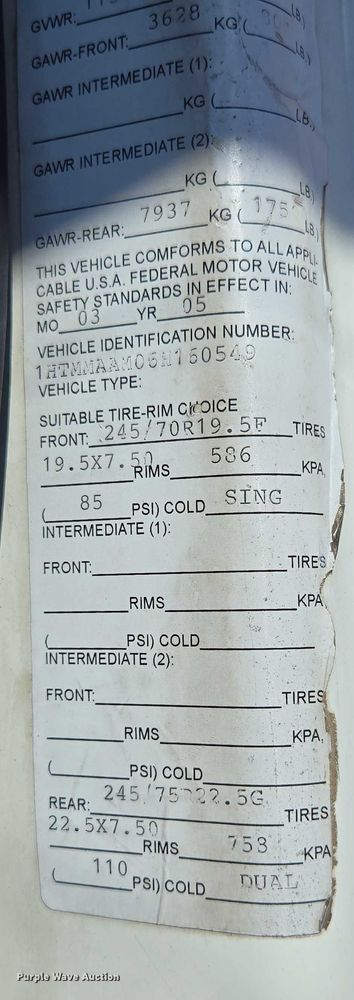 GVWR:
3628 KG ( LB.)
GAWR-FRONT:
GAWR INTERMEDIATE (1):
KG ( LB.)
GAWR INTERMEDIATE (2):
KG ( LB.)
GAWR-REAR: 7937 KG ( 175 LB.)
THIS VEHICLE COMFORMS TO ALL APPLI-
CABLE U.S.A. FEDERAL MOTOR VEHICLE
SAFETY STANDARDS IN EFFECT IN:
MO 03 YR 05
VEHICLE IDENTIFICATION NUMBER:
VEHICLE TYPE:
SUITABLE TIRE-RIM CHOICE
FRONT: 245/70R19.5F TIRES
19.5X7.50 RIMS 586 KPA,
( 85 PSI) COLD SING
INTERMEDIATE (1):
FRONT: TIRES
RIMS KPA
( PSI) COLD
INTERMEDIATE (2):
FRONT: TIRES
RIMS KPA,
( PSI) COLD
REAR: 245/75R22.5G TIRES
22.5X7.50 RIMS 758 KPA
( 110 PSI) COLD DUAL
Purple Wave Auction